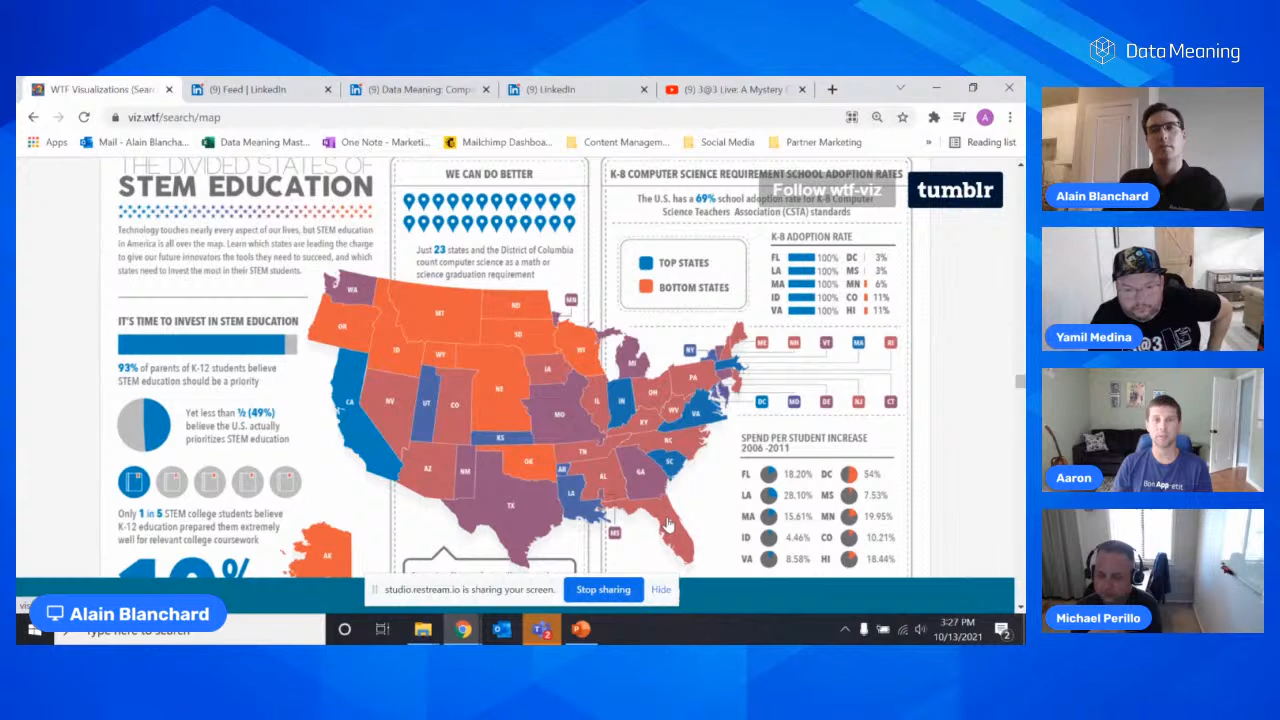 Data Meaning
WTF Visualizations (Sear
(9) Feed | LinkedIn
(9) Data Meaning: Comp
(9) LinkedIn
(9) 3@3 Live: A Mystery
viz.wtf/search/map
A
Apps
Mail - Alain Blancha...
Data Meaning Mast...
One Note - Marketi...
Mailchimp Dashboa...
Content Managem...
Social Media
Partner Marketing
»
Reading list
THE DIVIDED STATES OF
STEM EDUCATION
Technology touches nearly every aspect of our lives, but STEM education
in America is all over the map. Learn which states are leading the charge
to give our future innovators the tools they need to succeed, and which
states need to invest the most in their STEM students.
IT'S TIME TO INVEST IN STEM EDUCATION
93% of parents of K-12 students believe
STEM education should be a priority
Yet less than ½ (49%)
believe the U.S. actually
prioritizes STEM education
Only 1 in 5 STEM college students believe
K-12 education prepared them extremely
well for relevant college coursework
WE CAN DO BETTER
Just 23 states and the District of Columbia
count computer science as a math or
science graduation requirement
K-8 COMPUTER SCIENCE REQUIREMENT SCHOOL ADOPTION RATES
The U.S. has a 69% school adoption rate for K-8 Computer
Science Teachers Association (CSTA) standards
Follow wtf-viz
tumblr
TOP STATES
BOTTOM STATES
K-8 ADOPTION RATE
FL 100% DC 3%
LA 100% MS 3%
MA 100% MN 6%
ID 100% CO 11%
VA 100% HI 11%
WA
MT
ND
MN
OR
ID
SD
WI
WY
MI
NY
ME
NH
VT
MA
RI
IA
PA
NE
CA
NV
UT
CO
IL
IN
OH
DC
MD
DE
NJ
CT
MO
WV
VA
KY
KS
NC
AZ
NM
OK
AR
TN
SC
AL
GA
LA
TX
MS
AK
SPEND PER STUDENT INCREASE
2006 -2011
FL 18.20% DC 54%
LA 28.10% MS 7.53%
MA 15.61% MN 19.95%
ID 4.46% CO 10.21%
VA 8.58% HI 18.44%
studio.restream.io is sharing your screen.
Stop sharing
Hide
Alain Blanchard
Type here to search
3:27 PM
10/13/2021
2
2
Alain Blanchard
Yamil Medina
@3
Aaron
Bon App-etit.
Michael Perillo